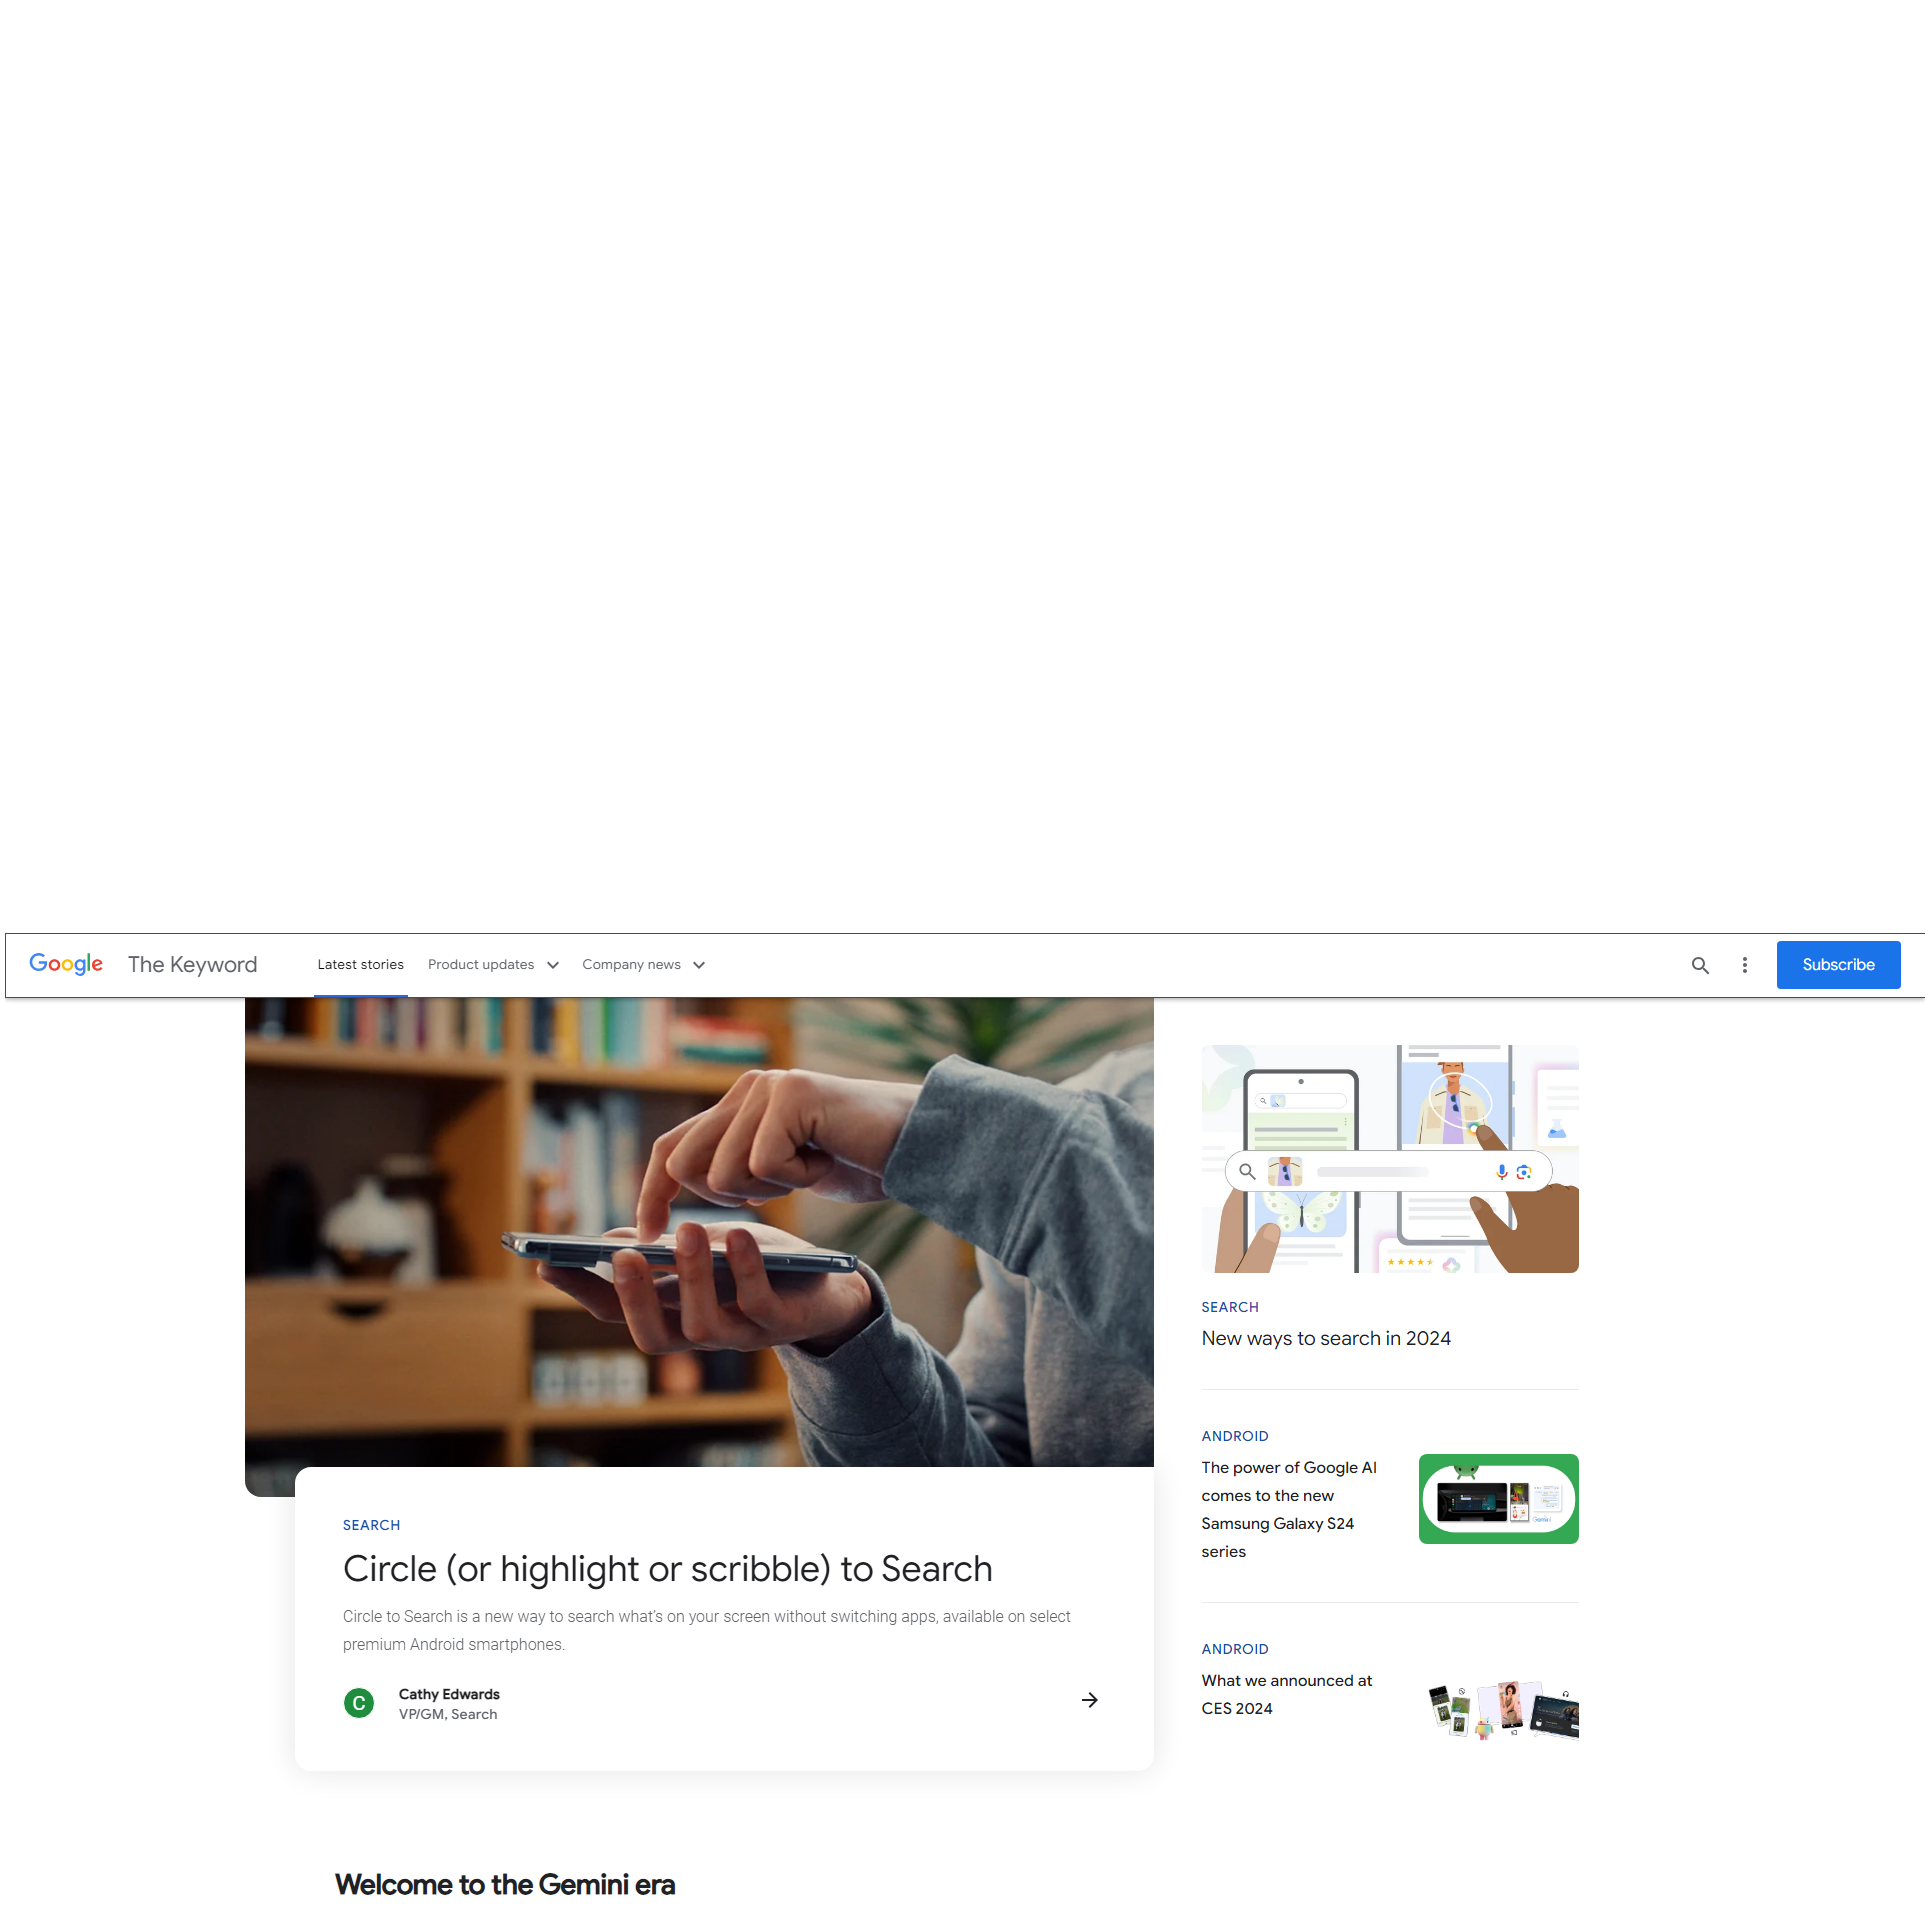 Google The Keyword Latest stories Product updates Company news Subscribe
SEARCH
Circle (or highlight or scribble) to Search
Circle to Search is a new way to search what's on your screen without switching apps, available on select
premium Android smartphones.
C
Cathy Edwards
VP/GM, Search
SEARCH
New ways to search in 2024
ANDROID
The power of Google AI
comes to the new
Samsung Galaxy S24
series
Gemini
ANDROID
What we announced at
CES 2024
Welcome to the Gemini era